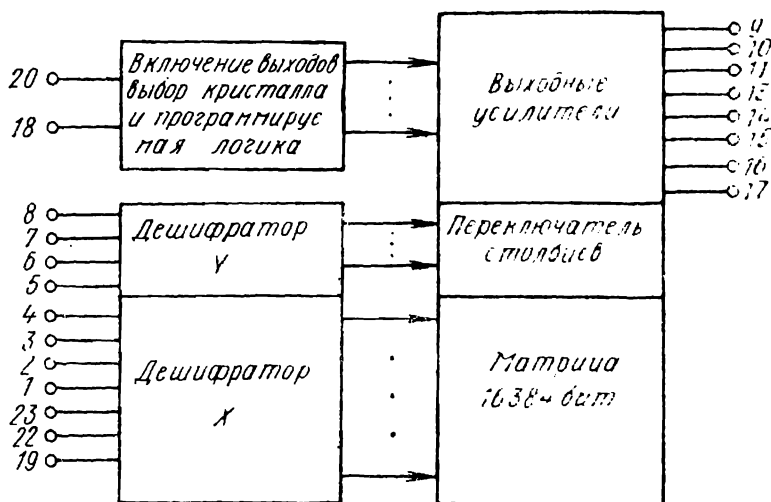 20
18
Включение выходов
выбор кристалла
и программируе
мая логика
Выходные
усилители
9
10
11
13
14
15
16
17
8
7
6
5
Дешифратор
Y
Переключатель
столбцов
4
3
2
1
23
22
19
Дешифратор
X
Матрица
16384 бит